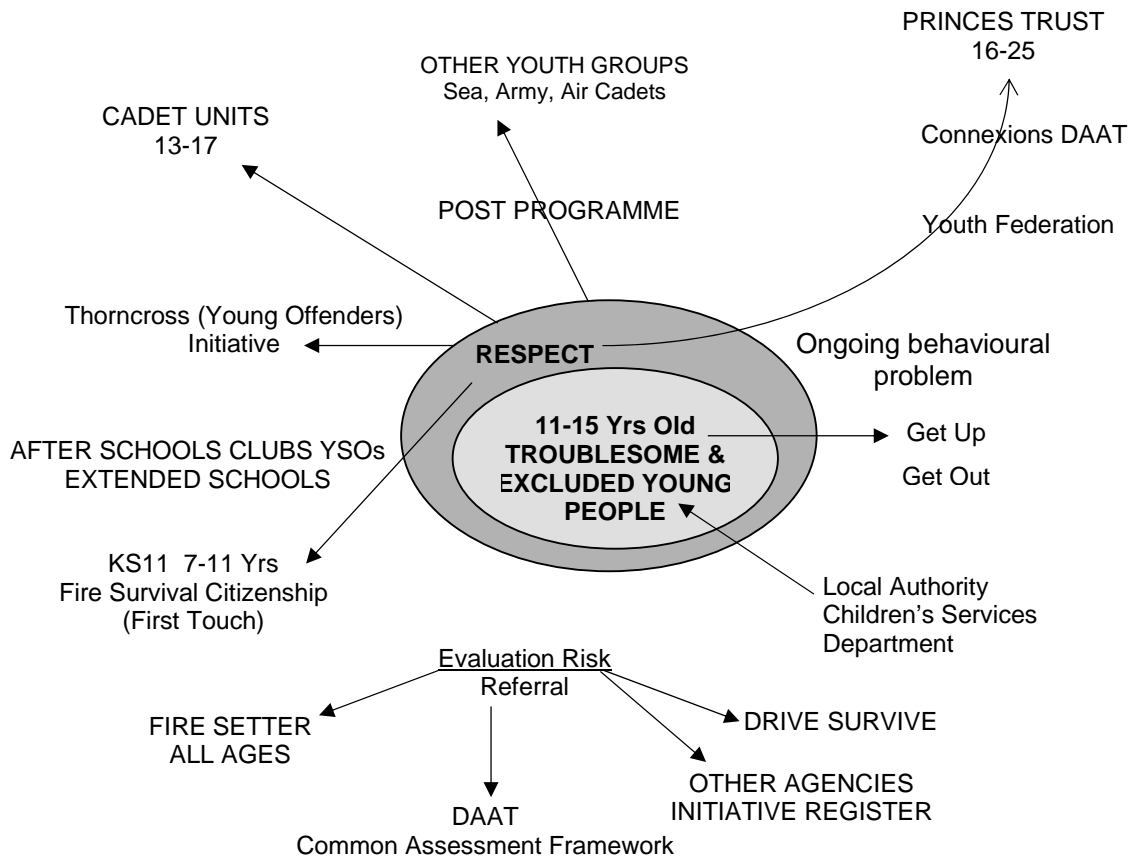 PRINCES TRUST
16-25
OTHER YOUTH GROUPS
Sea, Army, Air Cadets
CADET UNITS
13-17
Connexions DAAT
POST PROGRAMME
Youth Federation
Thorncross (Young Offenders)
Initiative
RESPECT
Ongoing behavioural
problem
11-15 Yrs Old
TROUBLESOME &
EXCLUDED YOUNG
PEOPLE
Get Up
Get Out
AFTER SCHOOLS CLUBS YSOs
EXTENDED SCHOOLS
KS11 7-11 Yrs
Fire Survival Citizenship
(First Touch)
Local Authority
Children's Services
Department
Evaluation Risk
Referral
FIRE SETTER
ALL AGES
DRIVE SURVIVE
OTHER AGENCIES
INITIATIVE REGISTER
DAAT
Common Assessment Framework